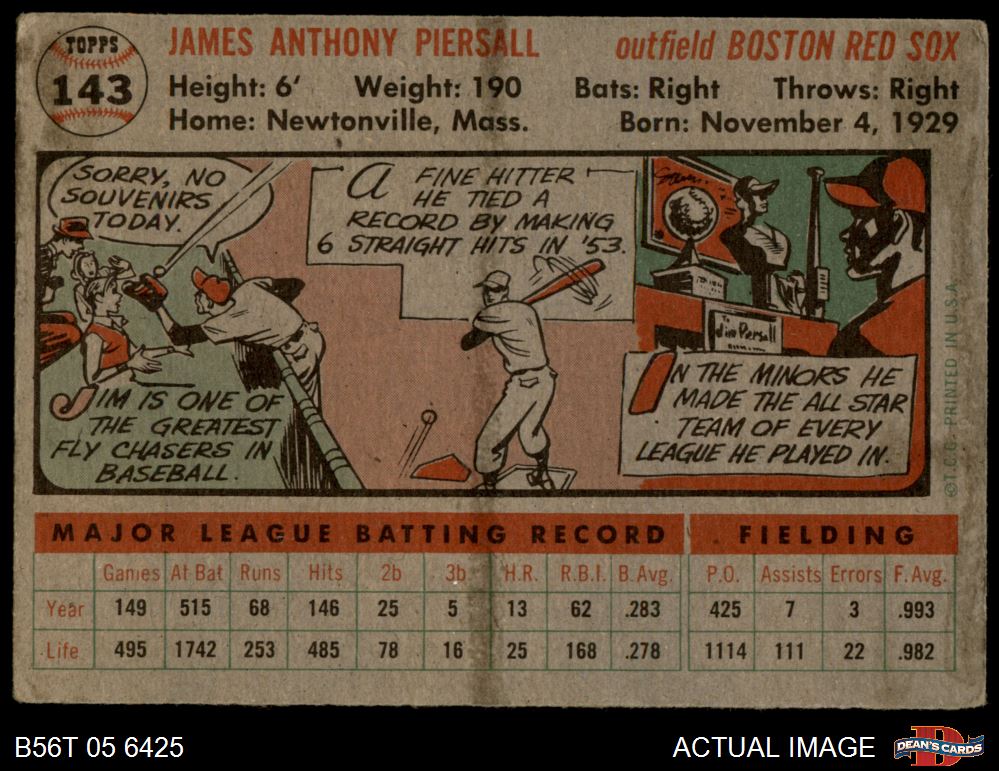 TOPPS
143
JAMES ANTHONY PIERSALL
outfield BOSTON RED SOX
Height: 6' Weight: 190 Bats: Right Throws: Right
Home: Newtonville, Mass. Born: November 4, 1929
SORRY, NO
SOUVENIRS
TODAY.
JIM IS ONE OF
THE GREATEST
FLY CHASERS IN
BASEBALL.
A FINE HITTER
HE TIED A
RECORD BY MAKING
6 STRAIGHT HITS IN '53.
To
Jim Persall
IN THE MINORS HE
MADE THE ALL STAR
TEAM OF EVERY
LEAGUE HE PLAYED IN.
©T.C.G. PRINTED IN U.S.A.
MAJOR LEAGUE BATTING RECORD FIELDING
Games At Bat Runs Hits 2b 3b H.R. R.B.I. B.Avg. P.O. Assists Errors F.Avg.
Year 149 515 68 146 25 5 13 62 .283 425 7 3 .993
Life 495 1742 253 485 78 16 25 168 .278 1114 111 22 .982
B56T 05 6425
ACTUAL IMAGE
D
DEAN'S CARDS